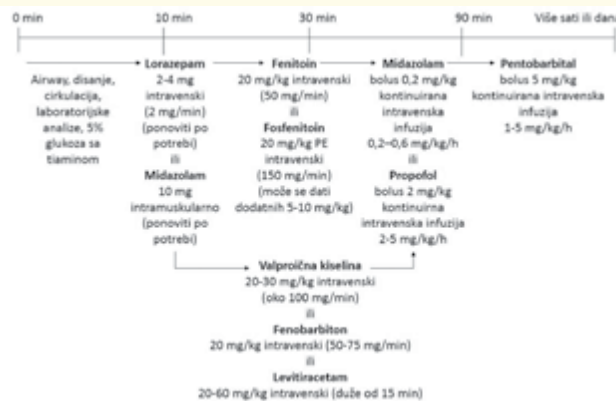 0 min 10 min 30 min 90 min Više sati ili dana
Airway, disanje,
cirkulacija,
laboratorijske
analize, 5%
glukoza sa
tiaminom
Lorazepam
2-4 mg
intravenski
(2 mg/min)
(ponoviti po
potrebi)
ili
Midazolam
10 mg
intramuskularno
(ponoviti po
potrebi)
Fenitoin
20 mg/kg intravenski
(50 mg/min)
ili
Fosfenitoin
20 mg/kg PE
intravenski
(150 mg/min)
(može se dati
dodatnih 5-10 mg/kg)
Midazolam
bolus 0,2 mg/kg
kontinuirana
intravenska
infuzija
0,2-0,6 mg/kg/h
ili
Propofol
bolus 2 mg/kg
kontinuirna
intravenska infuzija
2-5 mg/kg/h
Pentobarbital
bolus 5 mg/kg
kontinuirana intravenska
infuzija
1-5 mg/kg/h
Valproična kiselina
20-30 mg/kg intravenski
(oko 100 mg/min)
ili
Fenobarbiton
20 mg/kg intravenski (50-75 mg/min)
ili
Levitiracetam
20-60 mg/kg intravenski (duže od 15 min)